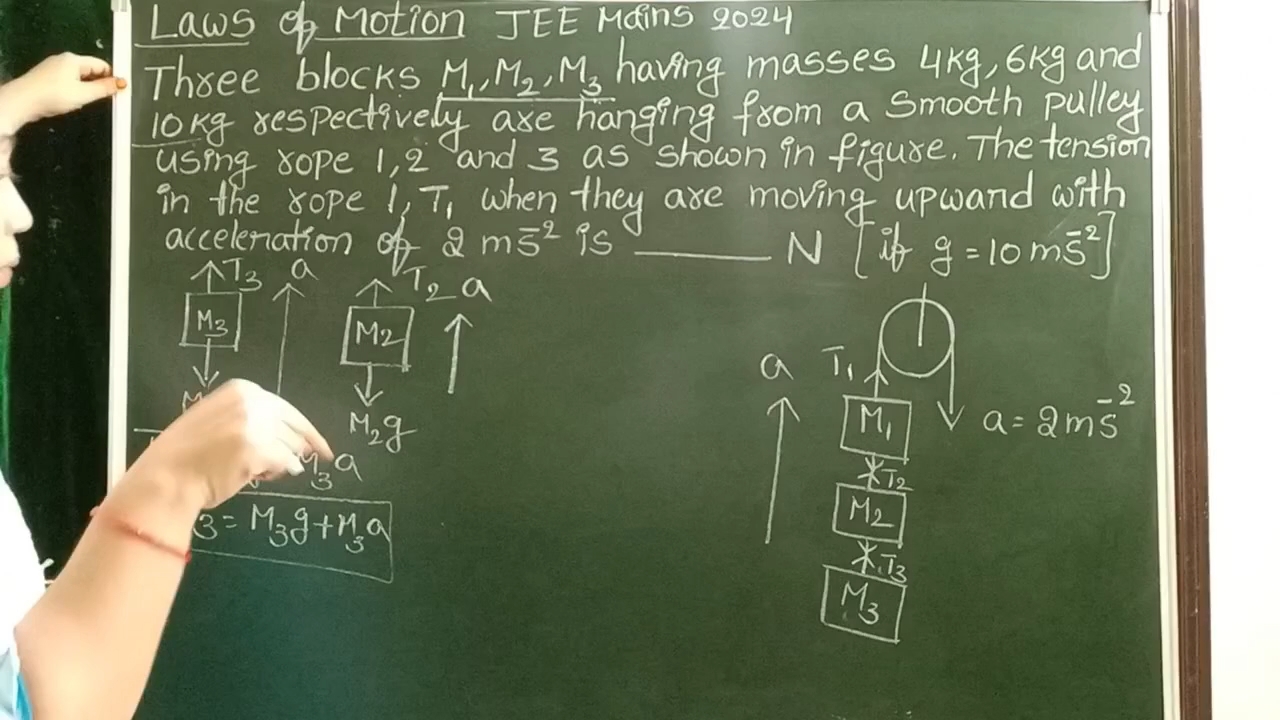 Laws of Motion JEE Mains 2024
Three blocks M₁, M₂, M₃ having masses 4kg, 6kg and
10kg respectively are hanging from a smooth pulley
using rope 1, 2 and 3 as shown in figure. The tension
in the rope 1, T₁ when they are moving upward with
acceleration of 2 ms⁻² is ______ N [if g = 10 ms⁻²]
T₃ a
M₃
T₂ a
M₂
M₂g
M₃a
3 = M₃g + M₃a
a T₁
M₁
a = 2 ms⁻²
T₂
M₂
T₃
M₃